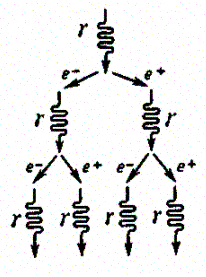 r
e⁻ e⁺
r r
e⁻ e⁺ e⁻ e⁺
r r r r